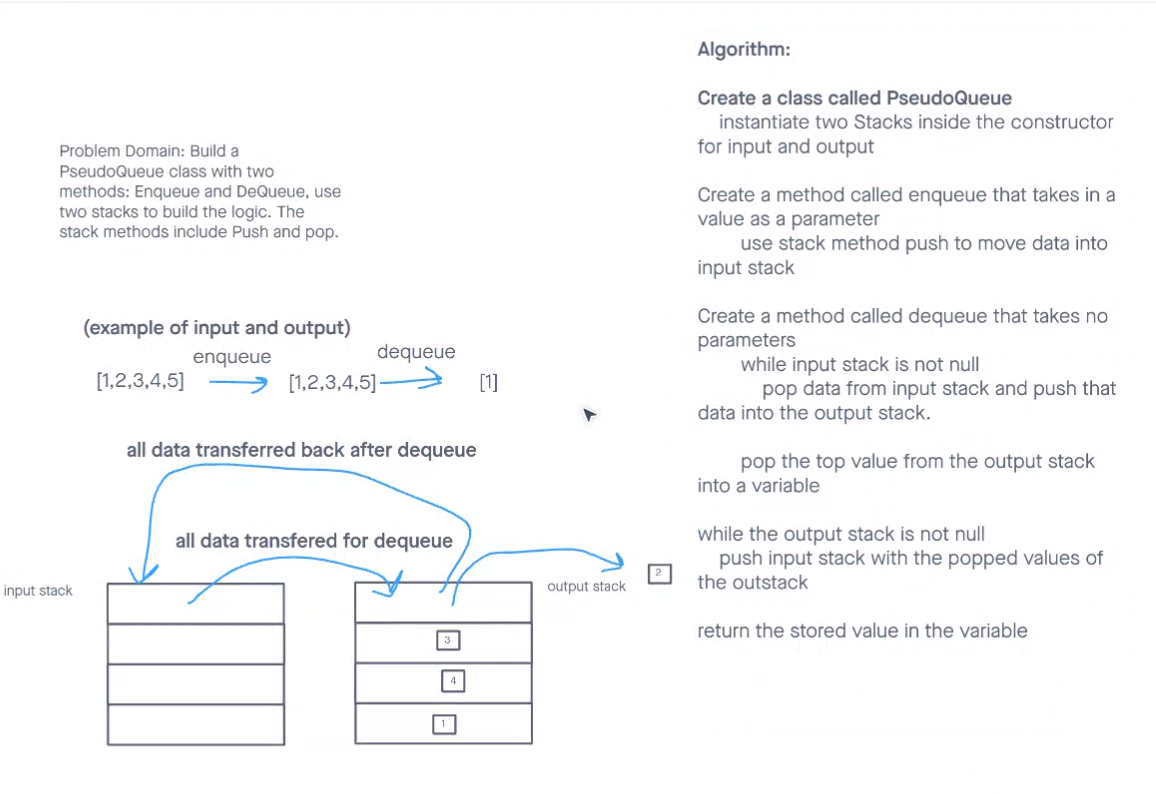 Problem Domain: Build a
PseudoQueue class with two
methods: Enqueue and DeQueue, use
two stacks to build the logic. The
stack methods include Push and pop.
(example of input and output)
enqueue
dequeue
[1,2,3,4,5]
[1,2,3,4,5]
[1]
all data transferred back after dequeue
all data transfered for dequeue
input stack
output stack
2
3
4
1
Algorithm:
Create a class called PseudoQueue
instantiate two Stacks inside the constructor
for input and output
Create a method called enqueue that takes in a
value as a parameter
use stack method push to move data into
input stack
Create a method called dequeue that takes no
parameters
while input stack is not null
pop data from input stack and push that
data into the output stack.
pop the top value from the output stack
into a variable
while the output stack is not null
push input stack with the popped values of
the outstack
return the stored value in the variable